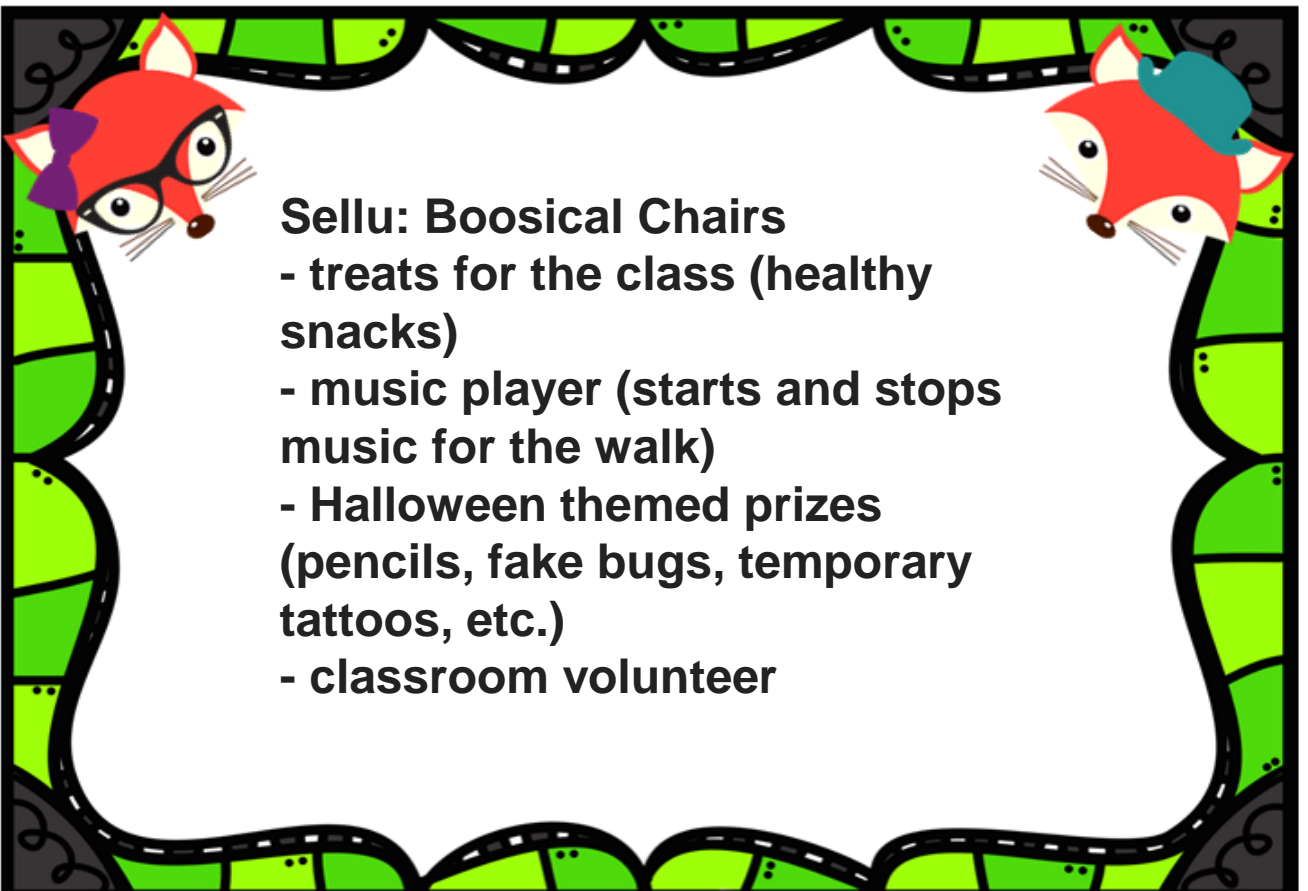 Sellu: Boosical Chairs
- treats for the class (healthy
snacks)
- music player (starts and stops
music for the walk)
- Halloween themed prizes
(pencils, fake bugs, temporary
tattoos, etc.)
- classroom volunteer